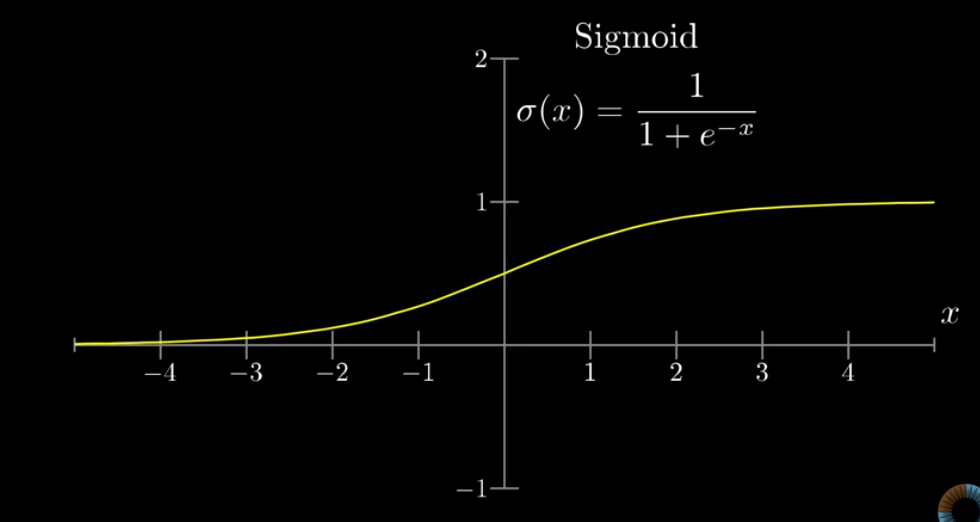 Sigmoid
2
σ(x) = 1 / (1 + e^{−x})
1
x
−4 −3 −2 −1 1 2 3 4
−1